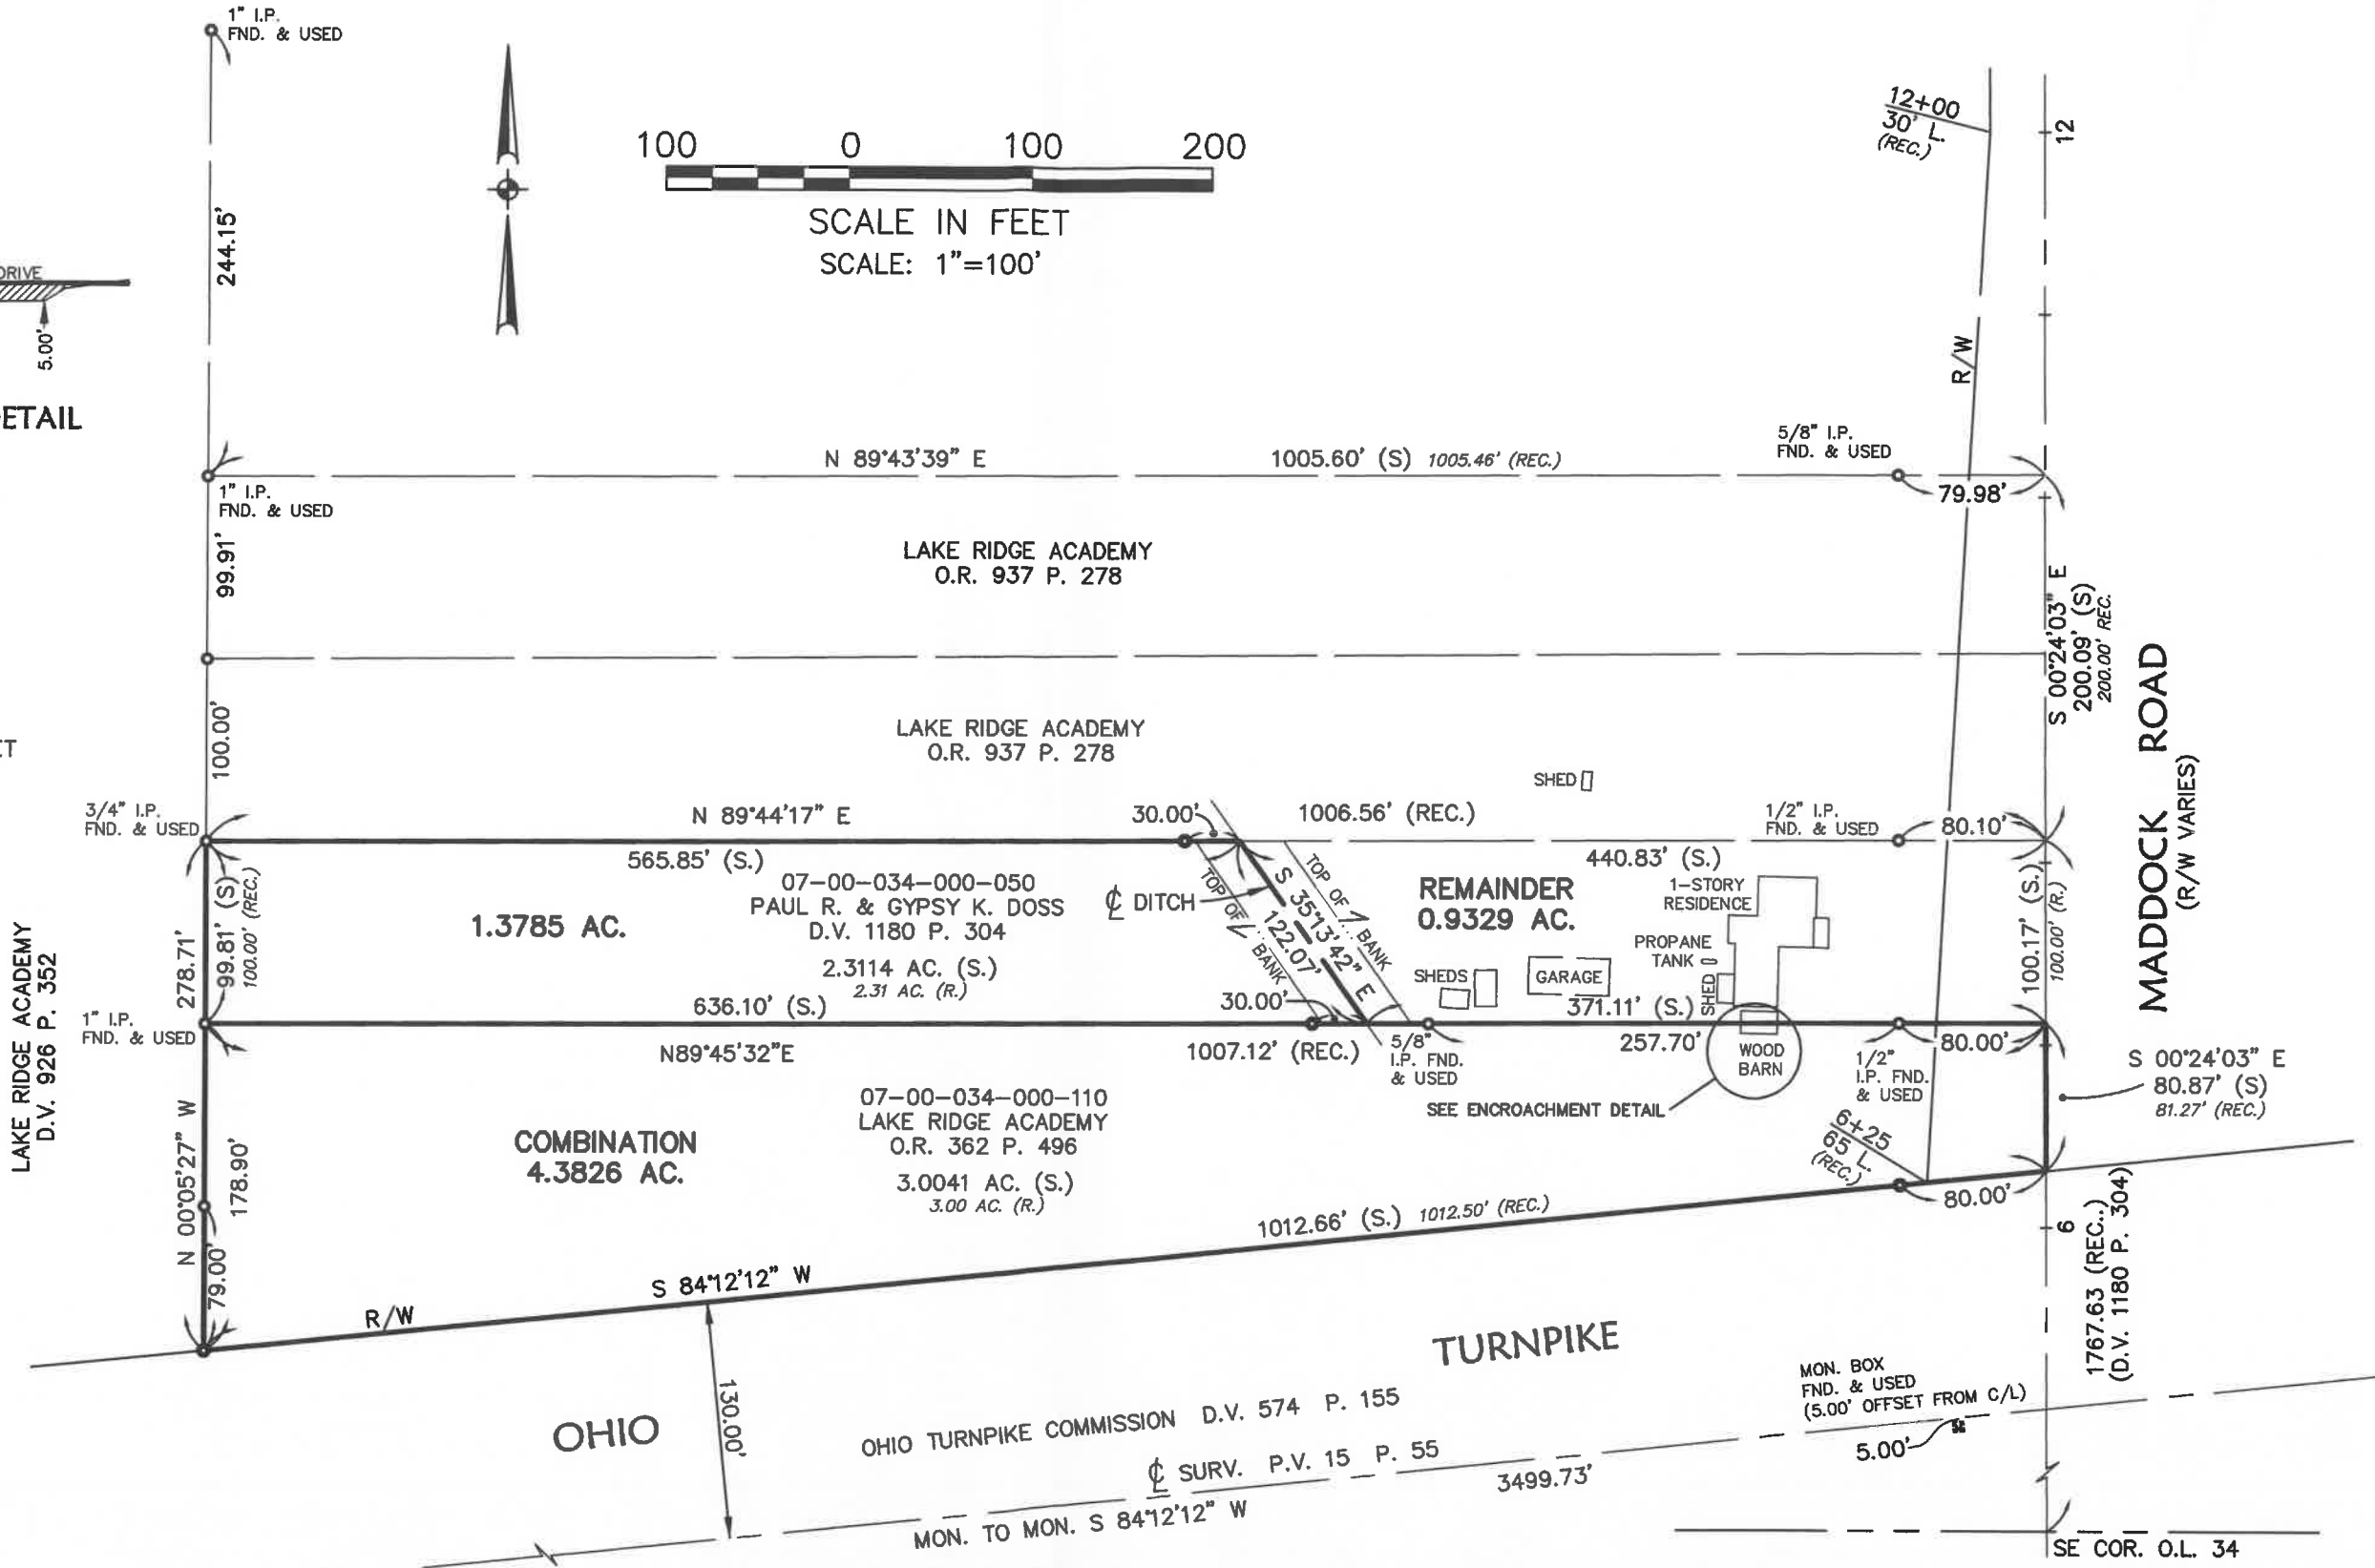 1" I.P.
FND. & USED
244.15'
DRIVE
5.00'
ETAIL
ET
100 0 100 200
SCALE IN FEET
SCALE: 1"=100'
12+00
30' L.
(REC.)
12
R/W
N 89°43'39" E
1005.60' (S) 1005.46' (REC.)
5/8" I.P.
FND. & USED
79.98'
1" I.P.
FND. & USED
99.91'
LAKE RIDGE ACADEMY
O.R. 937 P. 278
S 00°24'03" E
200.09' (S)
200.00' REC.
MADDOCK ROAD
(R/W VARIES)
100.00'
LAKE RIDGE ACADEMY
O.R. 937 P. 278
SHED
3/4" I.P.
FND. & USED
N 89°44'17" E
30.00'
1006.56' (REC.)
1/2" I.P.
FND. & USED
80.10'
565.85' (S.)
440.83' (S.)
LAKE RIDGE ACADEMY
D.V. 926 P. 352
278.71'
99.81' (S)
100.00' (REC.)
1.3785 AC.
07-00-034-000-050
PAUL R. & GYPSY K. DOSS
D.V. 1180 P. 304
2.3114 AC. (S.)
2.31 AC. (R.)
℄ DITCH
TOP OF BANK
S 35°13'42" E
122.07'
TOP OF BANK
REMAINDER
0.9329 AC.
1-STORY
RESIDENCE
PROPANE
TANK
SHEDS
GARAGE
SHED
100.17' (S.)
100.00' (R.)
1" I.P.
FND. & USED
636.10' (S.)
30.00'
371.11' (S.)
N89°45'32"E
1007.12' (REC.)
5/8"
I.P. FND.
& USED
257.70'
WOOD
BARN
1/2"
I.P. FND.
& USED
80.00'
S 00°24'03" E
80.87' (S)
81.27' (REC.)
SEE ENCROACHMENT DETAIL
07-00-034-000-110
LAKE RIDGE ACADEMY
O.R. 362 P. 496
3.0041 AC. (S.)
3.00 AC. (R.)
COMBINATION
4.3826 AC.
N 00°05'27" W
178.90'
79.00'
6+25
65' L.
(REC.)
80.00'
1012.66' (S.) 1012.50' (REC.)
S 84°12'12" W
R/W
6
1767.63 (REC..)
(D.V. 1180 P. 304)
130.00'
OHIO TURNPIKE
OHIO TURNPIKE COMMISSION D.V. 574 P. 155
℄ SURV. P.V. 15 P. 55
MON. TO MON. S 84°12'12" W
3499.73'
MON. BOX
FND. & USED
(5.00' OFFSET FROM C/L)
5.00'
SE COR. O.L. 34